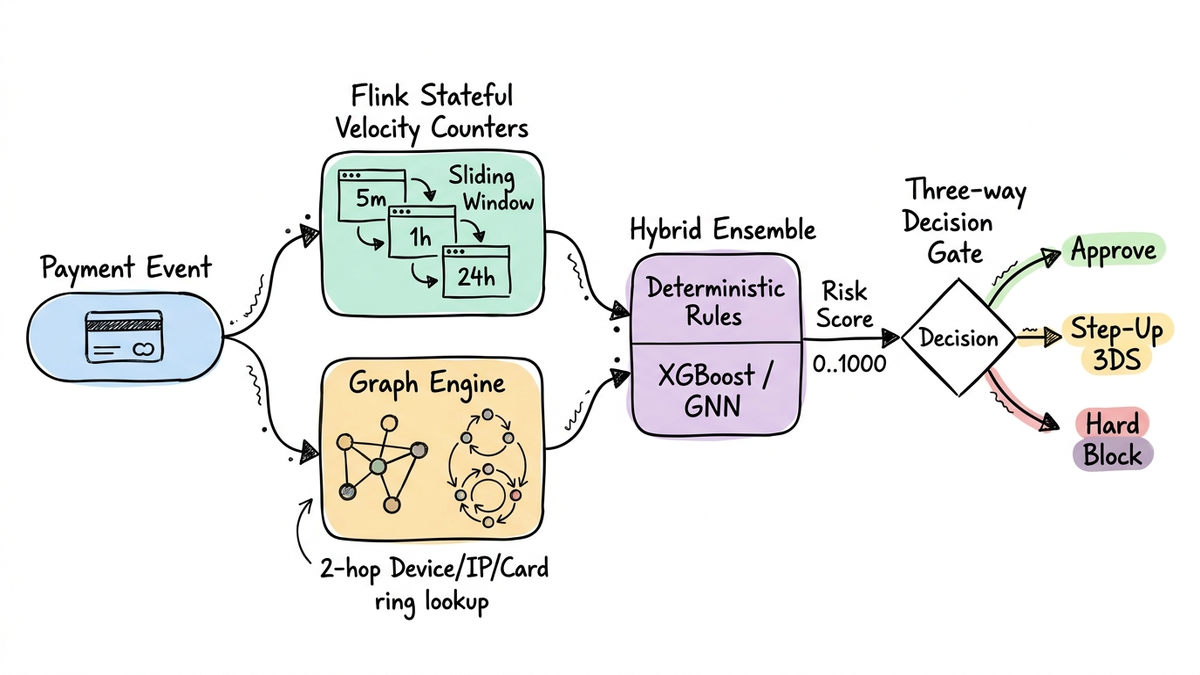 Payment Event
Flink Stateful
Velocity Counters
5m
1h
24h
Sliding
Window
Graph Engine
2-hop Device/IP/Card
ring lookup
Hybrid Ensemble
Deterministic
Rules
XGBoost /
GNN
Risk
Score
0..1000
Three-way
Decision
Gate
Decision
Approve
Step-Up
3DS
Hard
Block